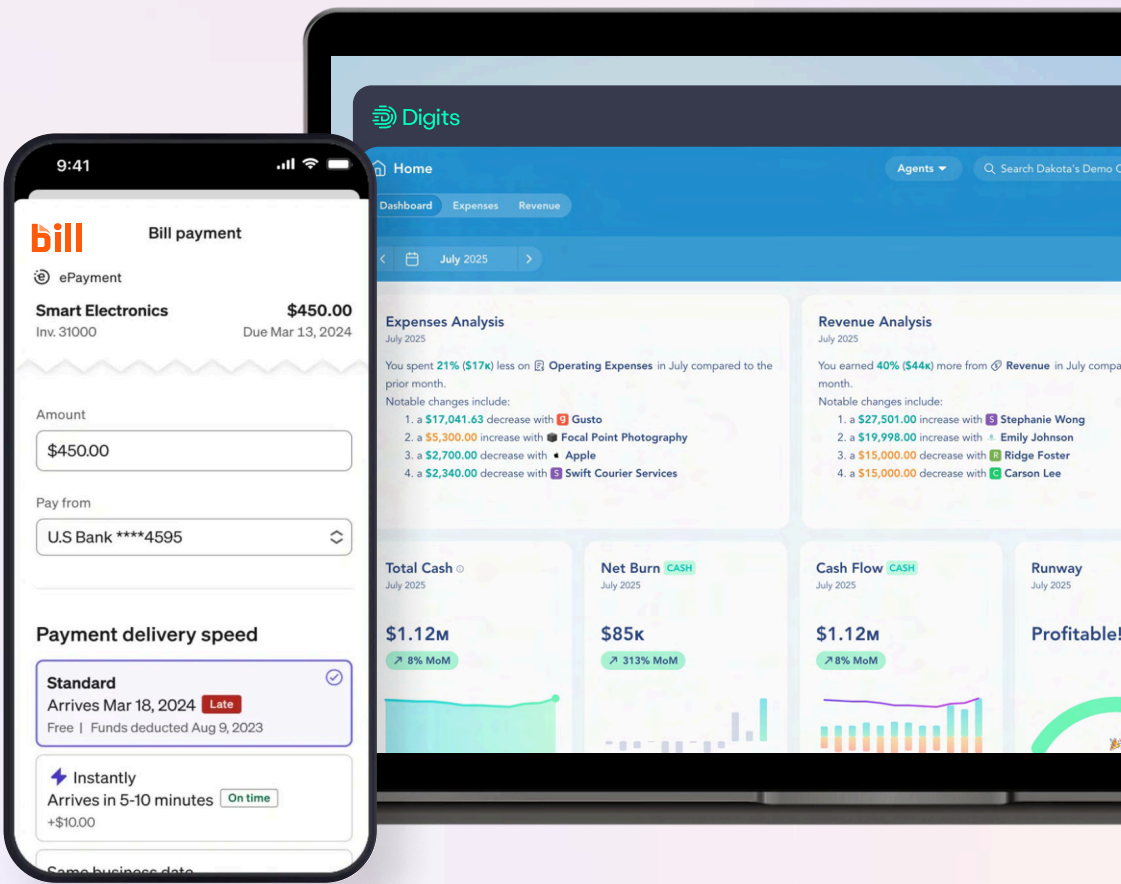 9:41
bill
Bill payment
ePayment
Smart Electronics $450.00
Inv. 31000 Due Mar 13, 2024
Amount
$450.00
Pay from
U.S Bank ****4595
Payment delivery speed
Standard
Arrives Mar 18, 2024 Late
Free | Funds deducted Aug 9, 2023
Instantly
Arrives in 5-10 minutes On time
+$10.00
Same business date
Digits
Home
Agents
Search Dakota's Demo C
Dashboard Expenses Revenue
July 2025
Expenses Analysis
July 2025
You spent 21% ($17K) less on Operating Expenses in July compared to the
prior month.
Notable changes include:
1. a $17,041.63 decrease with g Gusto
2. a $5,300.00 increase with Focal Point Photography
3. a $2,700.00 decrease with Apple
4. a $2,340.00 decrease with S Swift Courier Services
Revenue Analysis
July 2025
You earned 40% ($44K) more from Revenue in July compa
month.
Notable changes include:
1. a $27,501.00 increase with S Stephanie Wong
2. a $19,998.00 increase with Emily Johnson
3. a $15,000.00 decrease with R Ridge Foster
4. a $15,000.00 decrease with C Carson Lee
Total Cash
July 2025
$1.12M
8% MoM
Net Burn CASH
July 2025
$85K
313% MoM
Cash Flow CASH
July 2025
$1.12M
8% MoM
Runway
July 2025
Profitable!